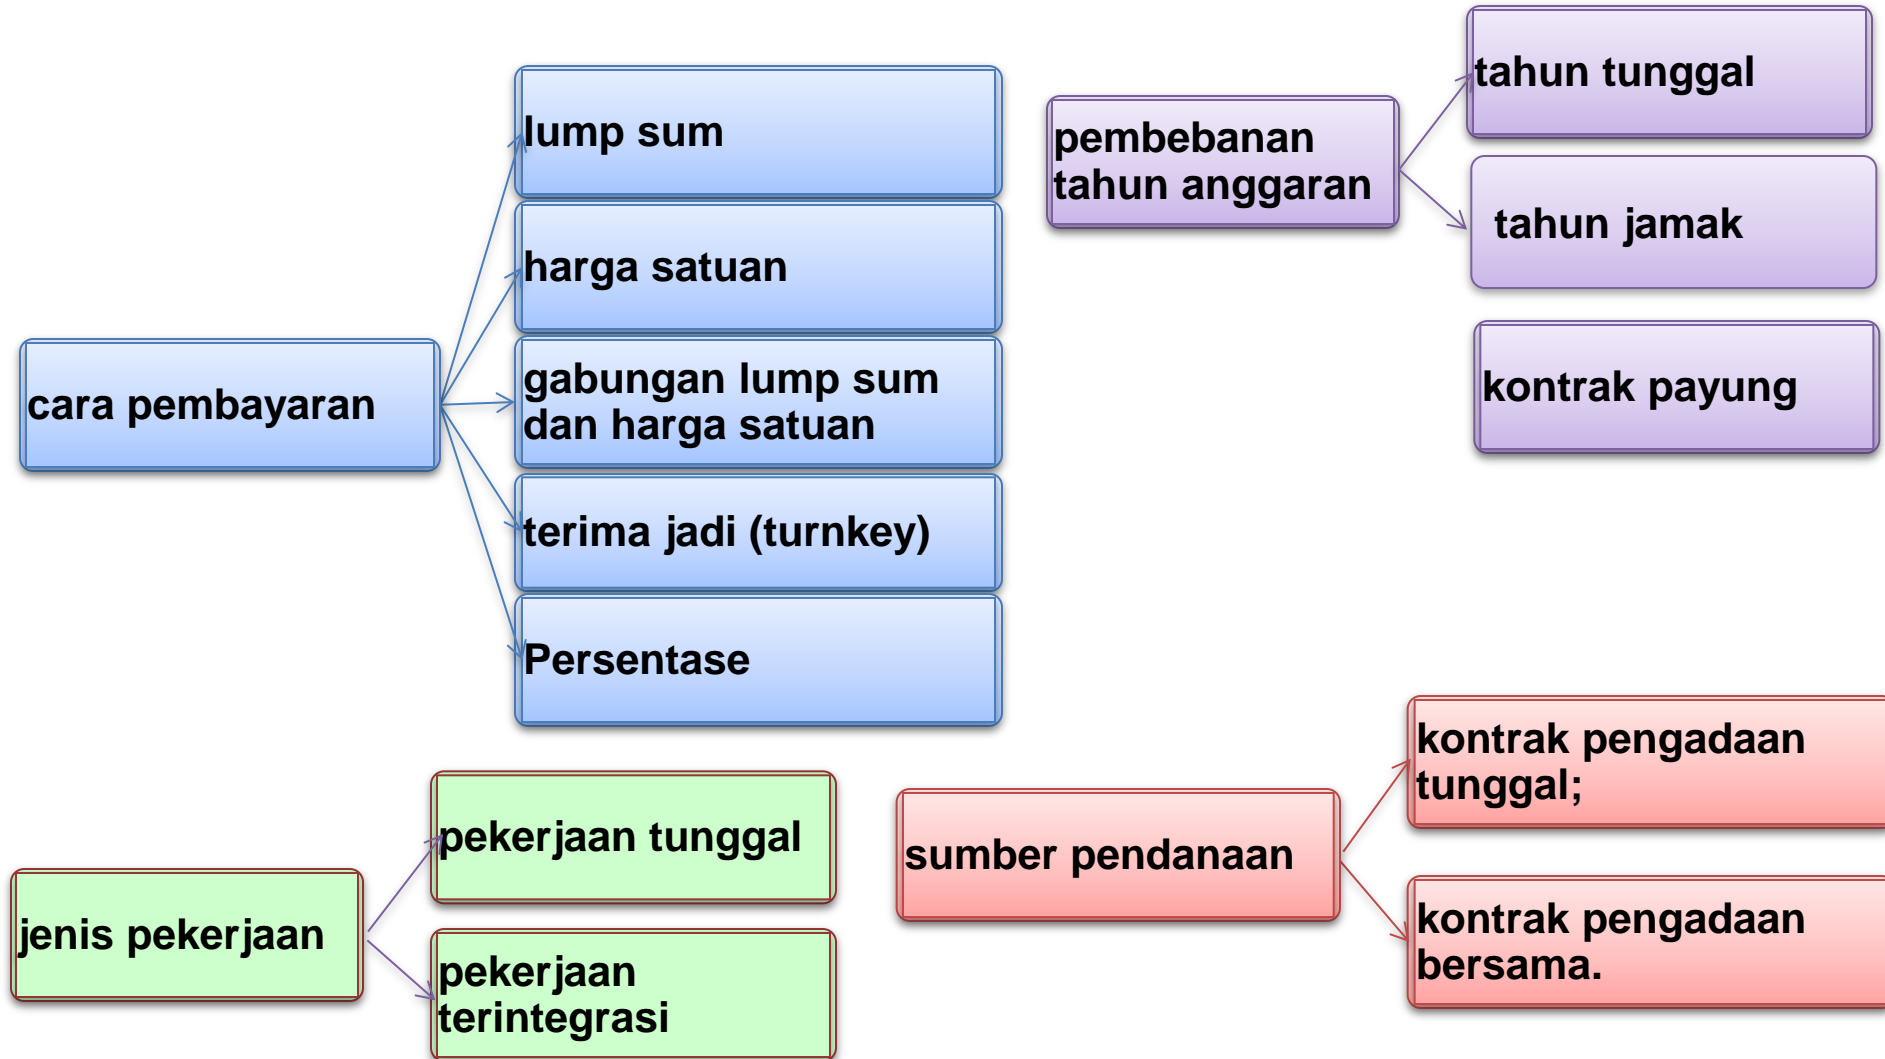 cara pembayaran
lump sum
harga satuan
gabungan lump sum
dan harga satuan
terima jadi (turnkey)
Persentase
pembebanan
tahun anggaran
tahun tunggal
tahun jamak
kontrak payung
jenis pekerjaan
pekerjaan tunggal
pekerjaan
terintegrasi
sumber pendanaan
kontrak pengadaan
tunggal;
kontrak pengadaan
bersama.